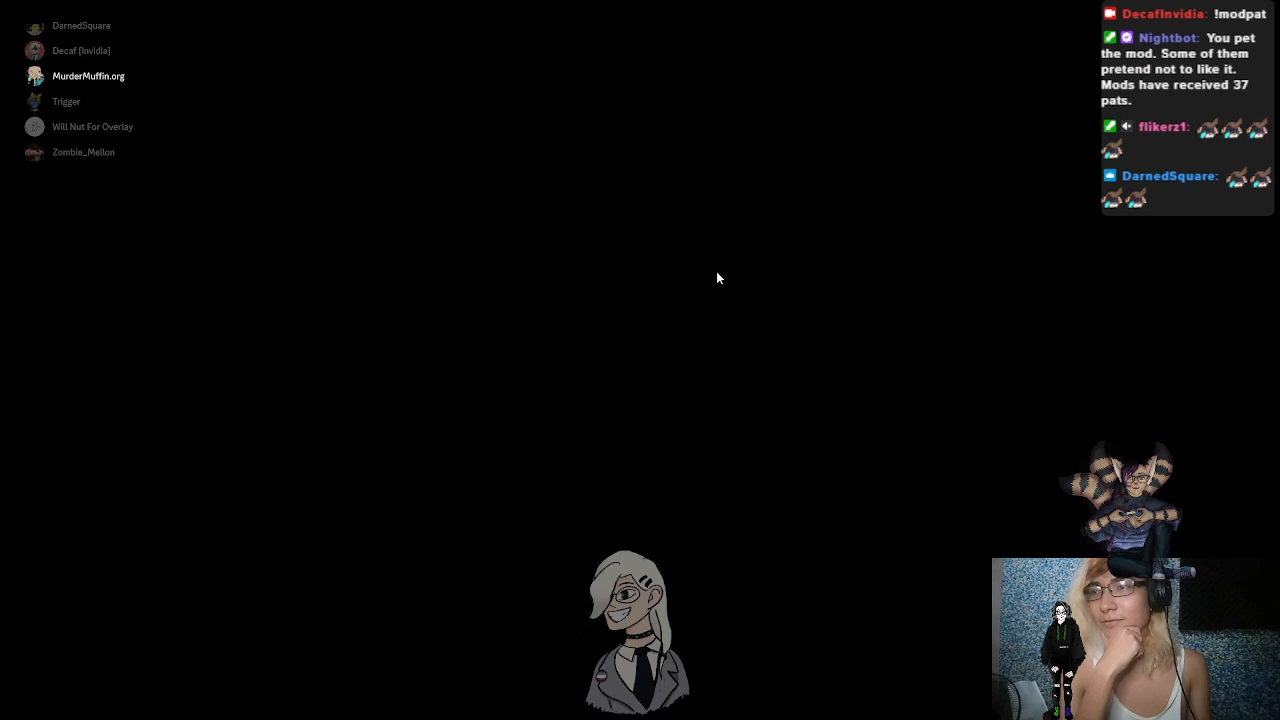 DarnedSquare
Decaf [Invidia]
MurderMuffin.org
Trigger
Will Nut For Overlay
Zombie_Mellon
DecafInvidia: !modpat
Nightbot: You pet
the mod. Some of them
pretend not to like it.
Mods have received 37
pats.
flikerz1:
DarnedSquare: